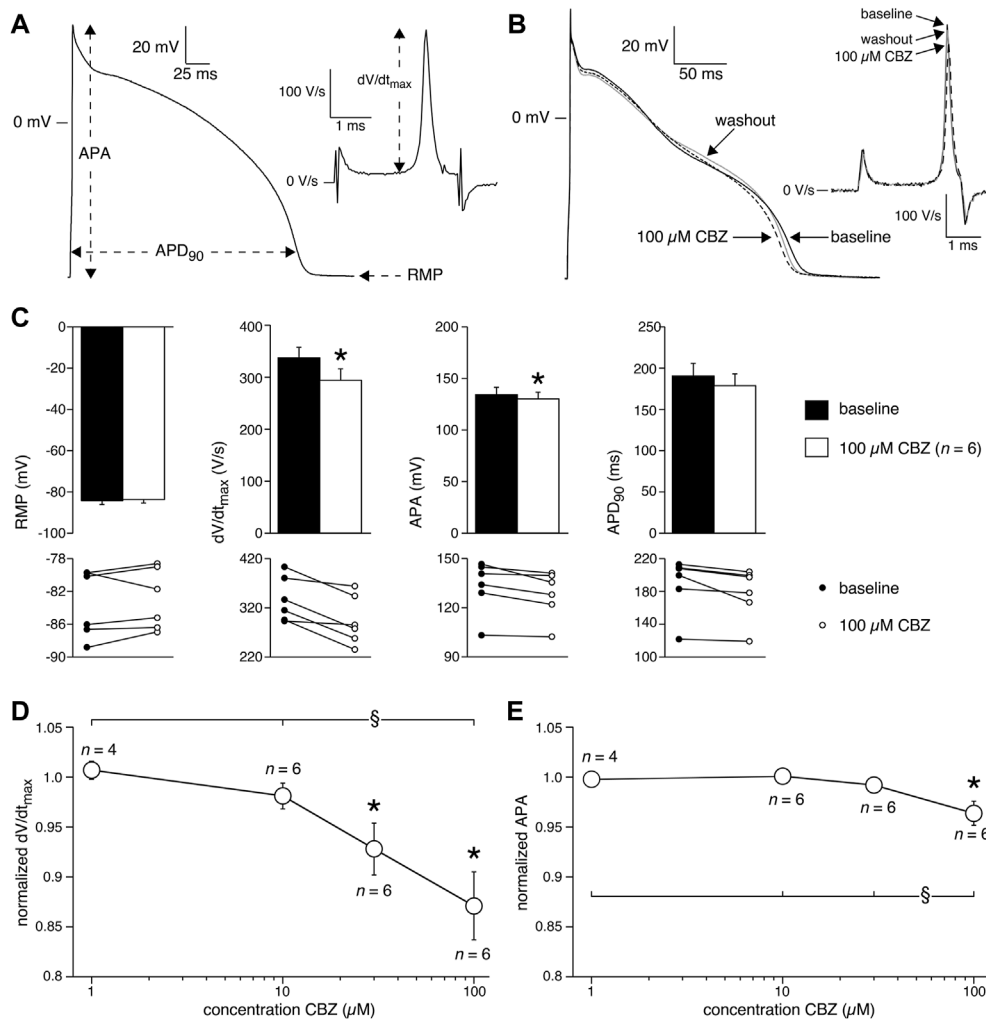 A
20 mV
25 ms
0 mV
APA
APD90
RMP
100 V/s
1 ms
dV/dtmax
0 V/s
B
20 mV
50 ms
0 mV
washout
100 µM CBZ
baseline
baseline
washout
100 µM CBZ
0 V/s
100 V/s
1 ms
C
RMP (mV)
0
-20
-40
-60
-80
-100
-78
-82
-86
-90
dV/dtmax (V/s)
400
300
200
100
0
*
420
320
220
APA (mV)
200
150
100
50
0
*
150
120
90
APD90 (ms)
250
200
150
100
50
0
220
190
160
130
100
baseline
100 µM CBZ (n = 6)
baseline
100 µM CBZ
D
§
normalized dV/dtmax
1.05
1.0
0.95
0.9
0.85
0.8
n = 4
n = 6
*
n = 6
*
n = 6
1
10
100
concentration CBZ (µM)
E
normalized APA
1.05
1.0
0.95
0.9
0.85
0.8
n = 4
n = 6
n = 6
*
n = 6
§
1
10
100
concentration CBZ (µM)